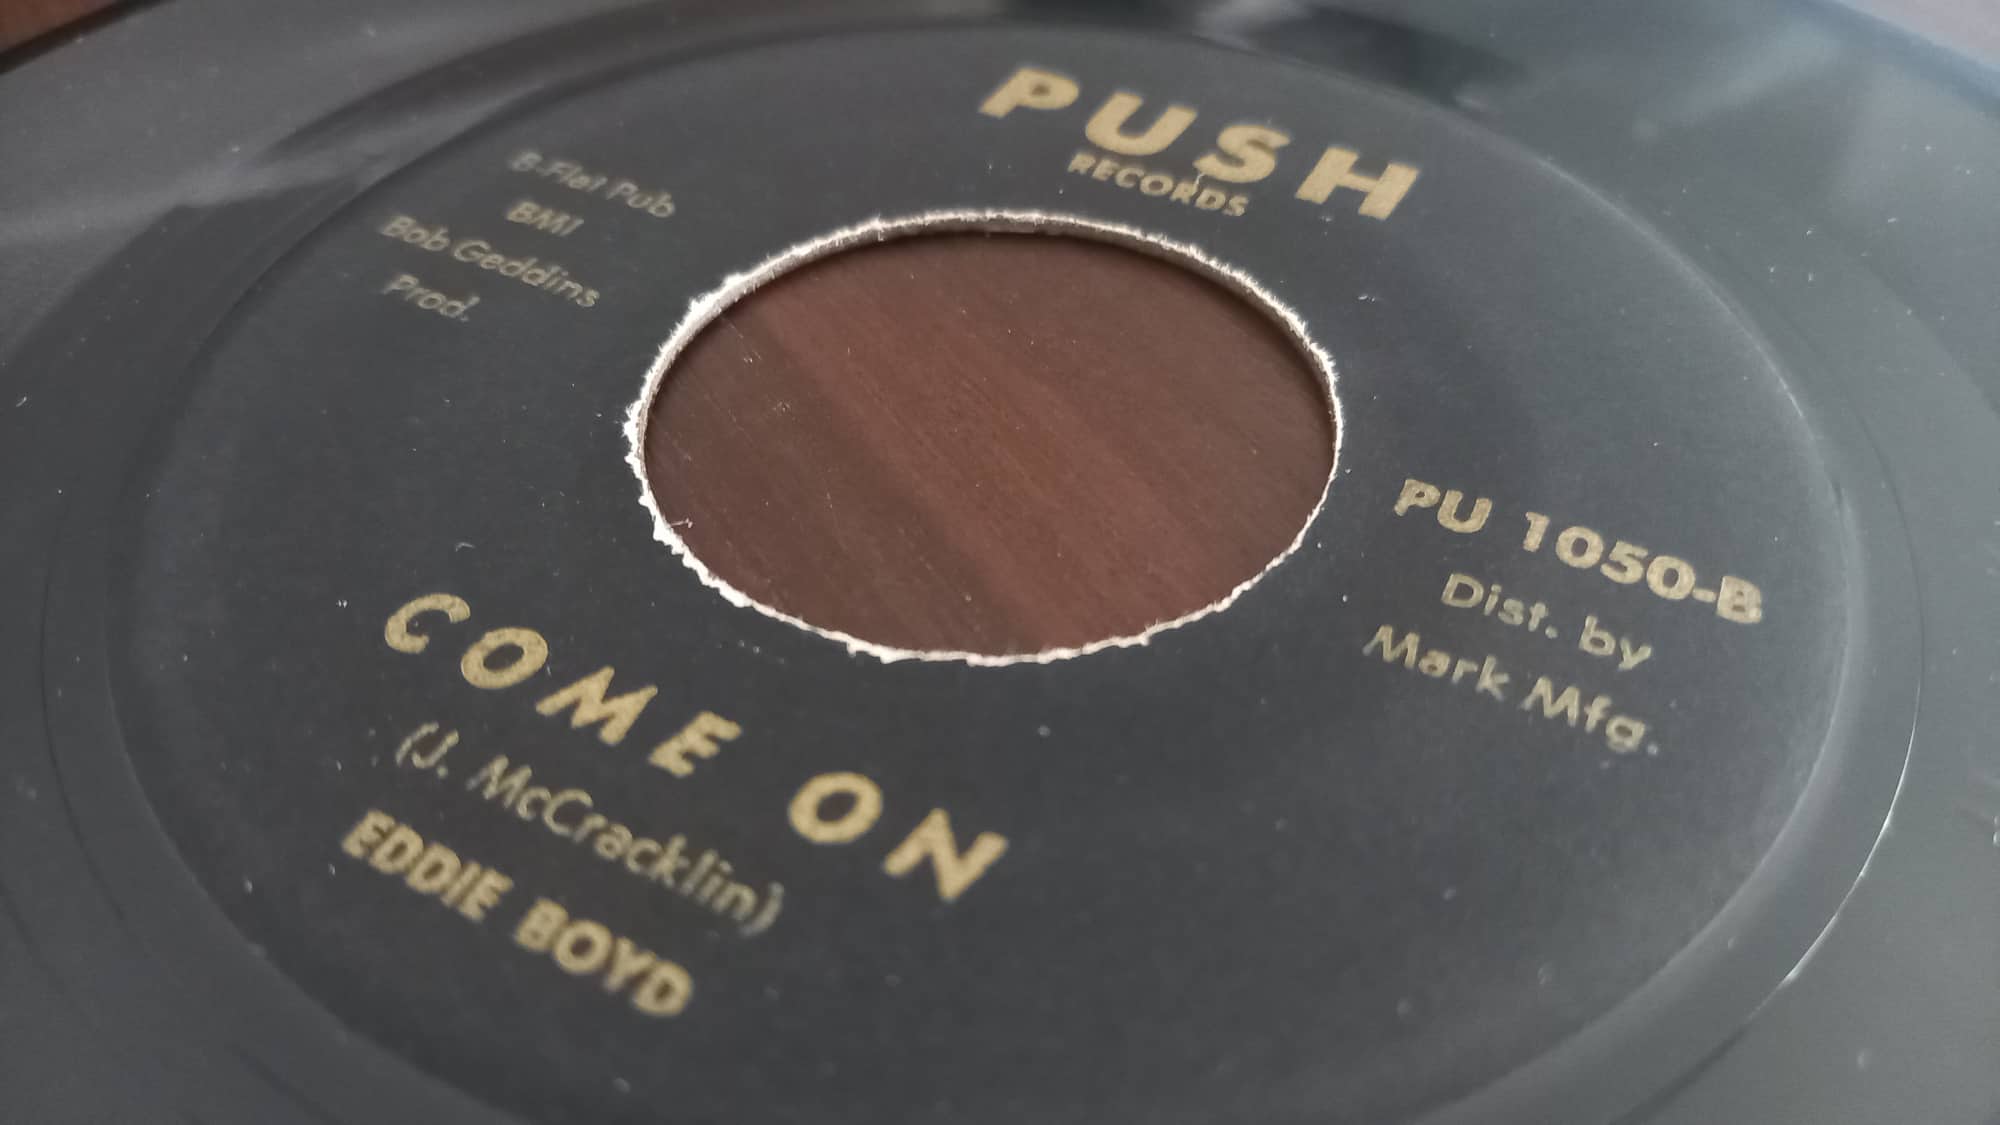 PUSH
RECORDS
B-Flat Pub
BMI
Bob Geddins
Prod.
PU 1050-B
Dist. by
Mark Mfg.
COME ON
(J. McCracklin)
EDDIE BOYD